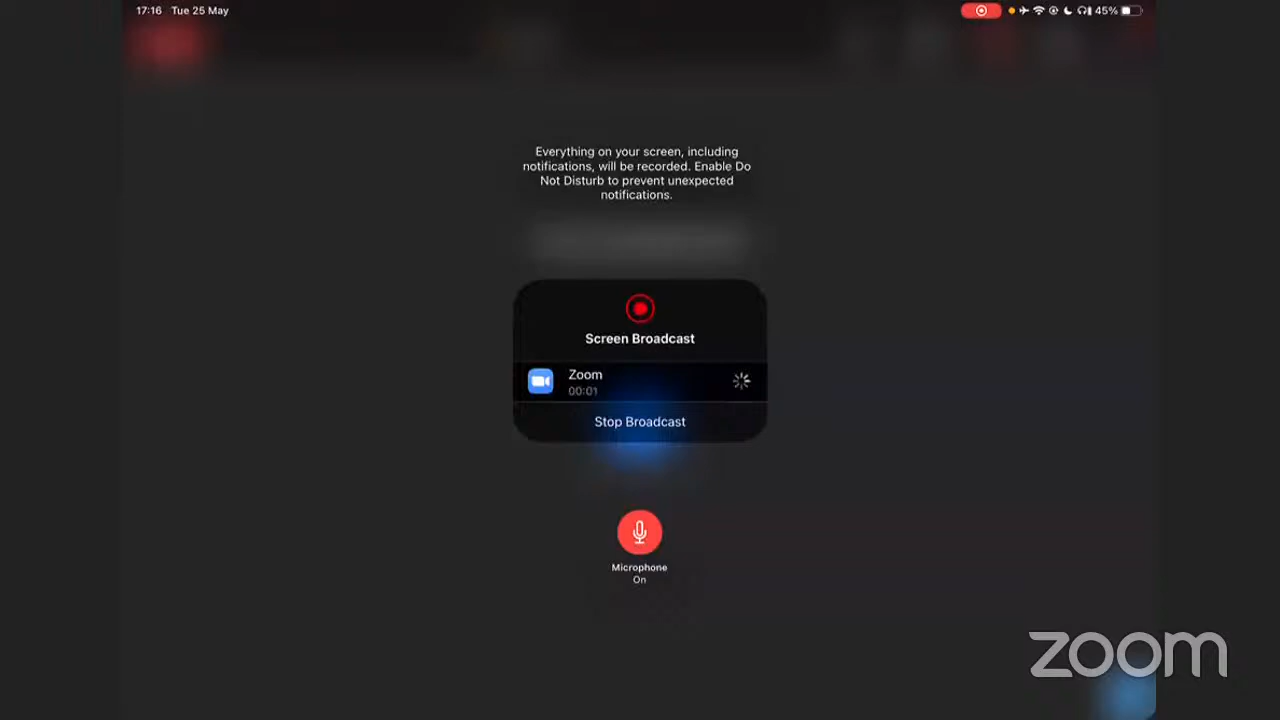 17:16 Tue 25 May
45%
Everything on your screen, including
notifications, will be recorded. Enable Do
Not Disturb to prevent unexpected
notifications.
Screen Broadcast
Zoom
00:01
Stop Broadcast
Microphone
On
zoom